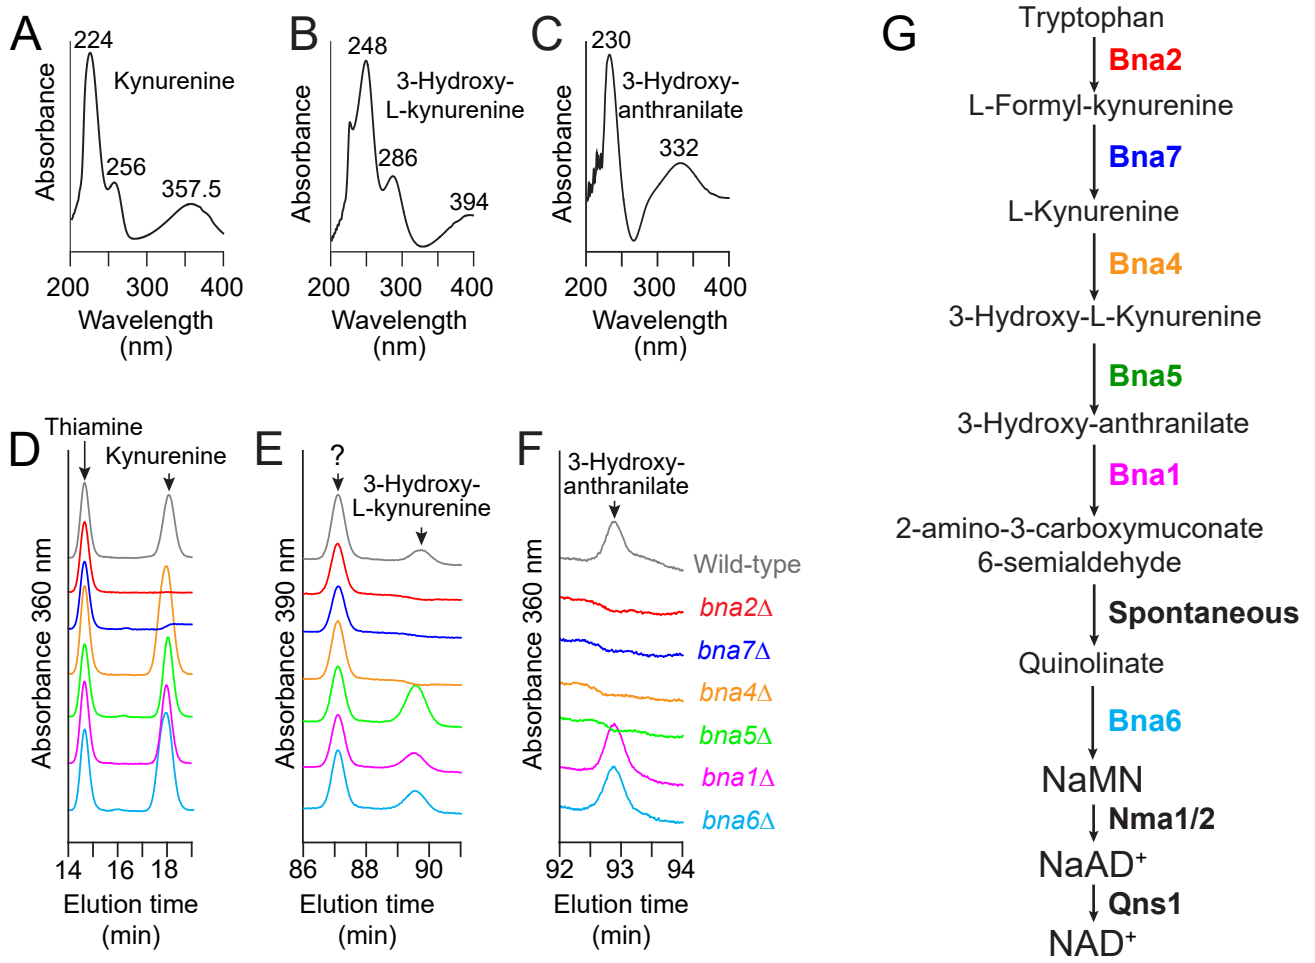 A
224
Kynurenine
256
357.5
Absorbance
200
300
400
Wavelength
(nm)
B
248
3-Hydroxy-
L-kynurenine
286
394
Absorbance
200
300
400
Wavelength
(nm)
C
230
3-Hydroxy-
anthranilate
332
Absorbance
200
300
400
Wavelength
(nm)
D
Thiamine
Kynurenine
Absorbance 360 nm
14
16
18
Elution time
(min)
E
?
3-Hydroxy-
L-kynurenine
Absorbance 390 nm
86
88
90
Elution time
(min)
F
3-Hydroxy-
anthranilate
Absorbance 360 nm
Wild-type
bna2Δ
bna7Δ
bna4Δ
bna5Δ
bna1Δ
bna6Δ
92
93
94
Elution time
(min)
G
Tryptophan
Bna2
L-Formyl-kynurenine
Bna7
L-Kynurenine
Bna4
3-Hydroxy-L-Kynurenine
Bna5
3-Hydroxy-anthranilate
Bna1
2-amino-3-carboxymuconate
6-semialdehyde
Spontaneous
Quinolinate
Bna6
NaMN
Nma1/2
NaAD⁺
Qns1
NAD⁺